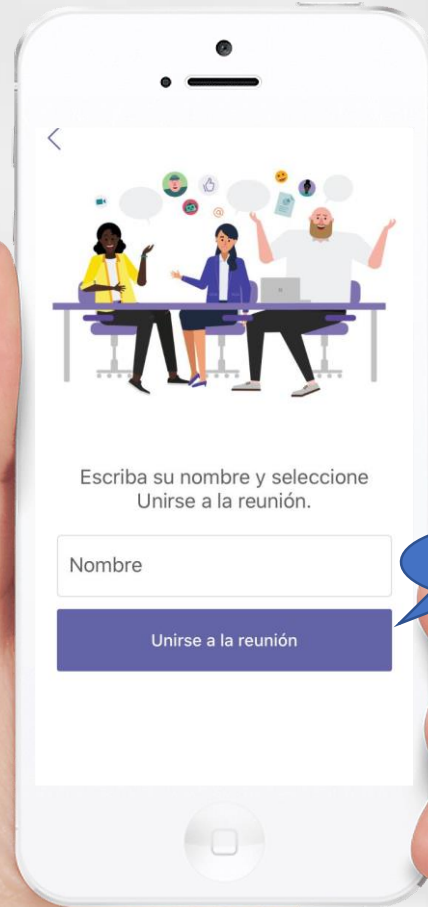 Escriba su nombre y seleccione
Unirse a la reunión.
Nombre
Unirse a la reunión